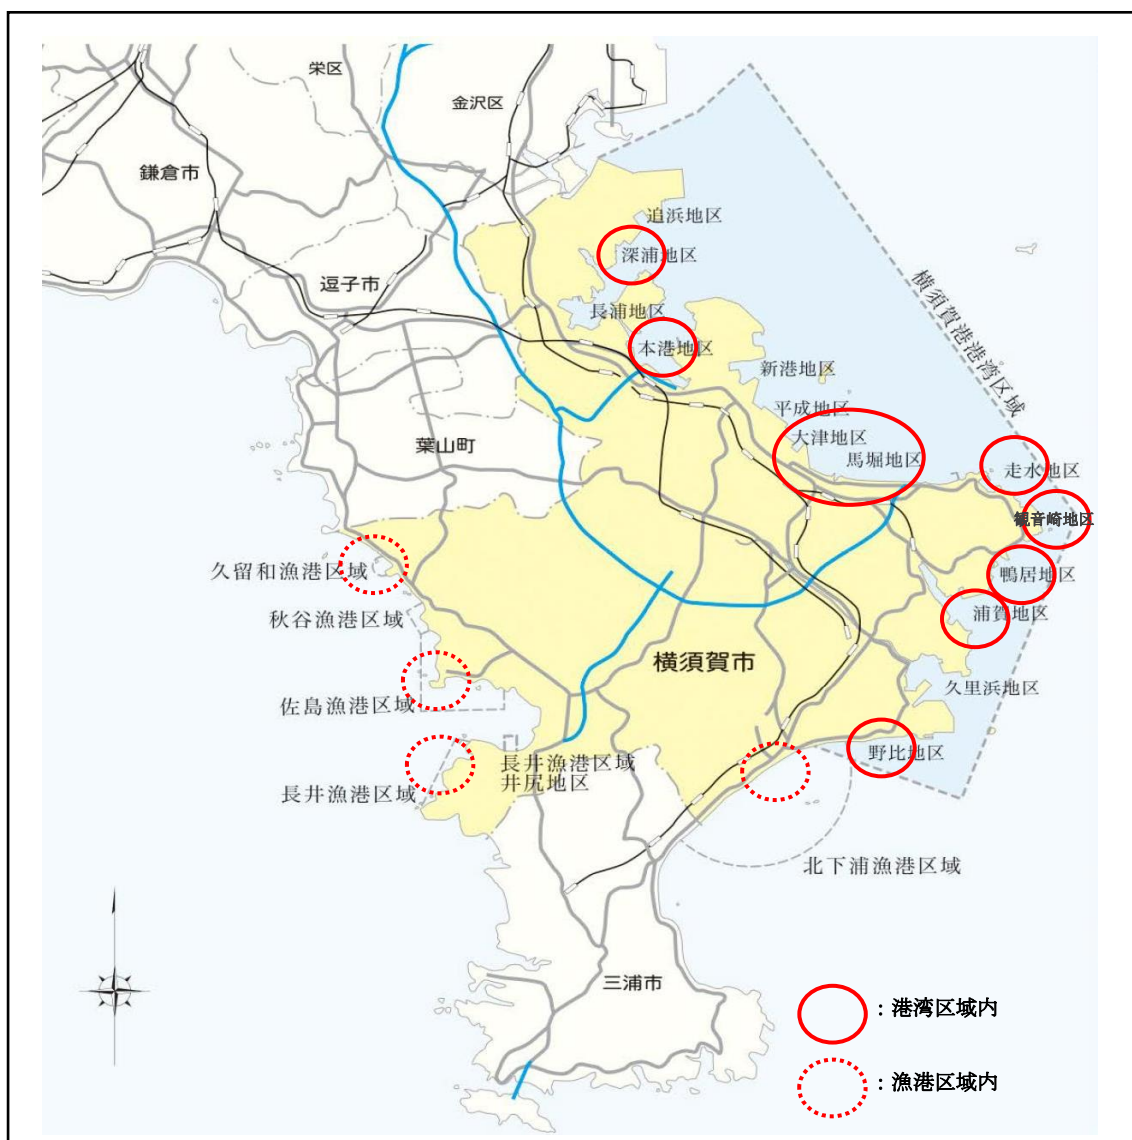 栄区
金沢区
鎌倉市
追浜地区
深浦地区
逗子市
長浦地区
横須賀港港湾区域
本港地区
新港地区
平成地区
大津地区
葉山町
馬堀地区
走水地区
観音崎地区
久留和漁港区域
鴨居地区
秋谷漁港区域
浦賀地区
横須賀市
久里浜地区
佐島漁港区域
野比地区
長井漁港区域
井尻地区
長井漁港区域
北下浦漁港区域
三浦市
：港湾区域内
：漁港区域内